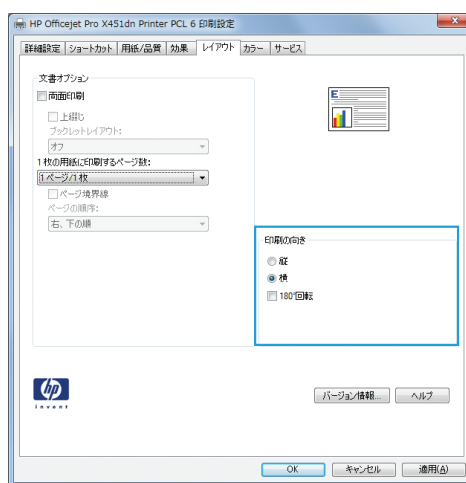 HP Officejet Pro X451dn Printer PCL 6 印刷設定
詳細設定 ショートカット 用紙/品質 効果 レイアウト カラー サービス
文書オプション
両面印刷
上綴じ
ブックレットレイアウト:
オフ
1 枚の用紙に印刷するページ数:
1 ページ/1 枚
ページ境界線
ページの順序:
右、下の順
E
印刷の向き
縦
横
180°回転
hp
invent
バージョン情報... ヘルプ
OK キャンセル 適用(A)